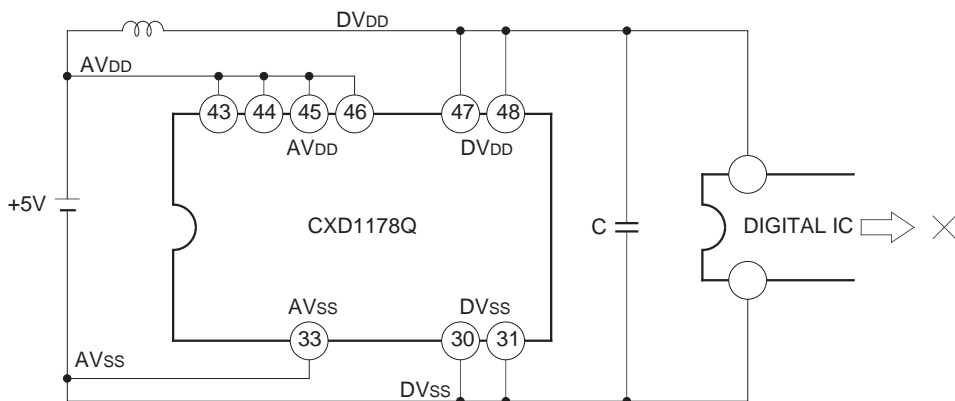 DVDD
AVDD
43 44 45 46 47 48
AVDD DVDD
+5V
CXD1178Q
C
DIGITAL IC
AVSS DVSS
33 30 31
AVSS
DVSS